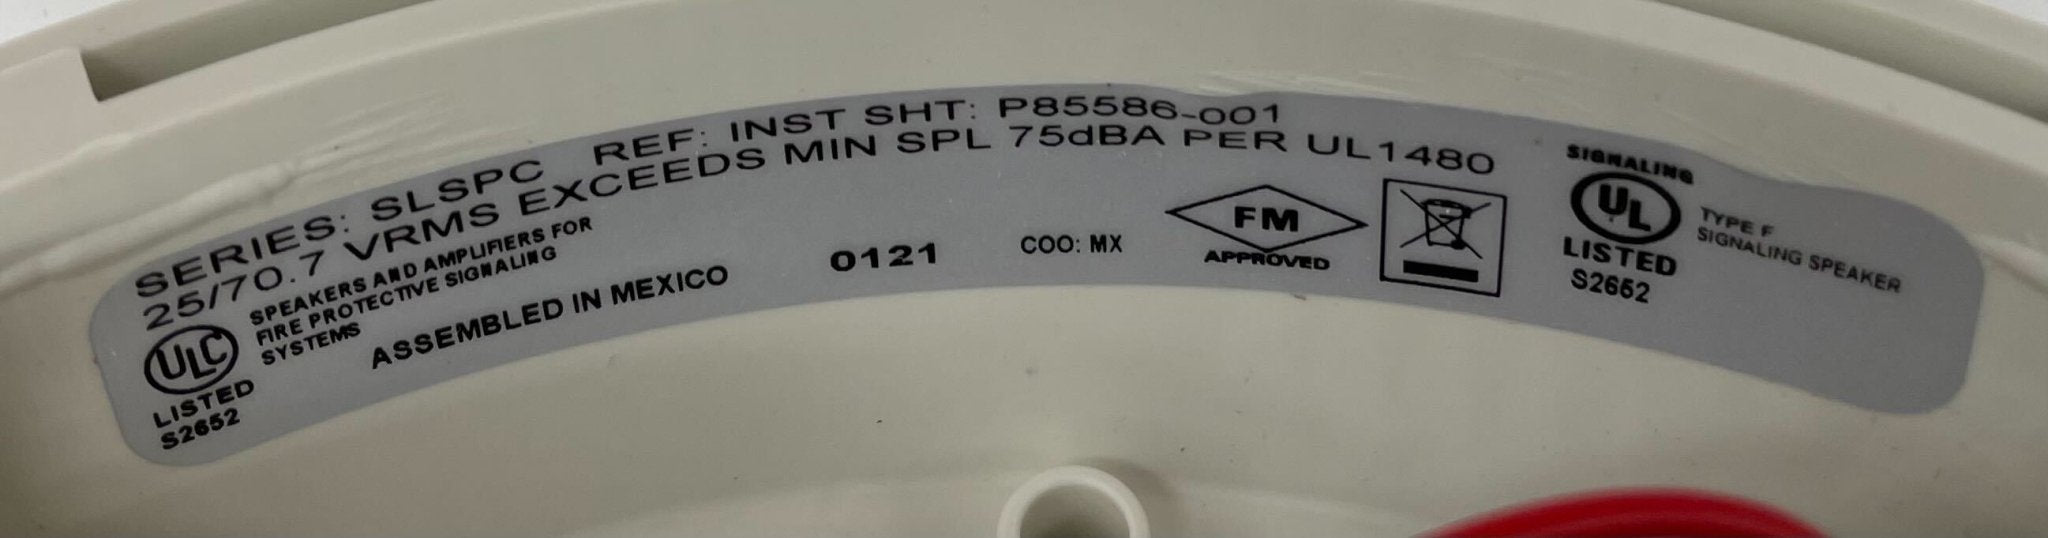 SERIES: SLSPC REF: INST SHT: P85586-001
25/70.7 VRMS EXCEEDS MIN SPL 75dBA PER UL1480
ULC
LISTED
S2652
SPEAKERS AND AMPLIFIERS FOR
FIRE PROTECTIVE SIGNALING
SYSTEMS
ASSEMBLED IN MEXICO
0121
COO: MX
FM
APPROVED
SIGNALING
UL
LISTED
S2652
TYPE F
SIGNALING SPEAKER